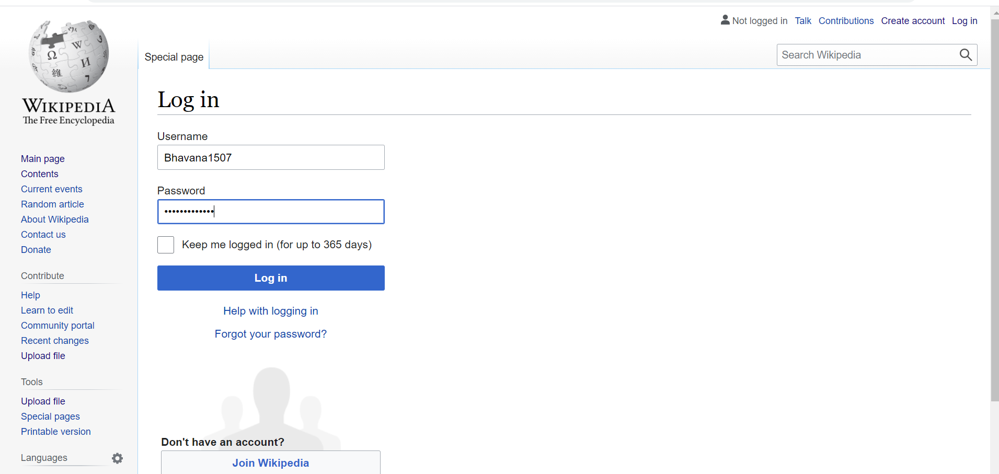 Not logged in Talk Contributions Create account Log in
Special page
Search Wikipedia
WIKIPEDIA
The Free Encyclopedia
Main page
Contents
Current events
Random article
About Wikipedia
Contact us
Donate
Contribute
Help
Learn to edit
Community portal
Recent changes
Upload file
Tools
Upload file
Special pages
Printable version
Languages
Log in
Username
Bhavana1507
Password
•••••••••••••
Keep me logged in (for up to 365 days)
Log in
Help with logging in
Forgot your password?
Don't have an account?
Join Wikipedia